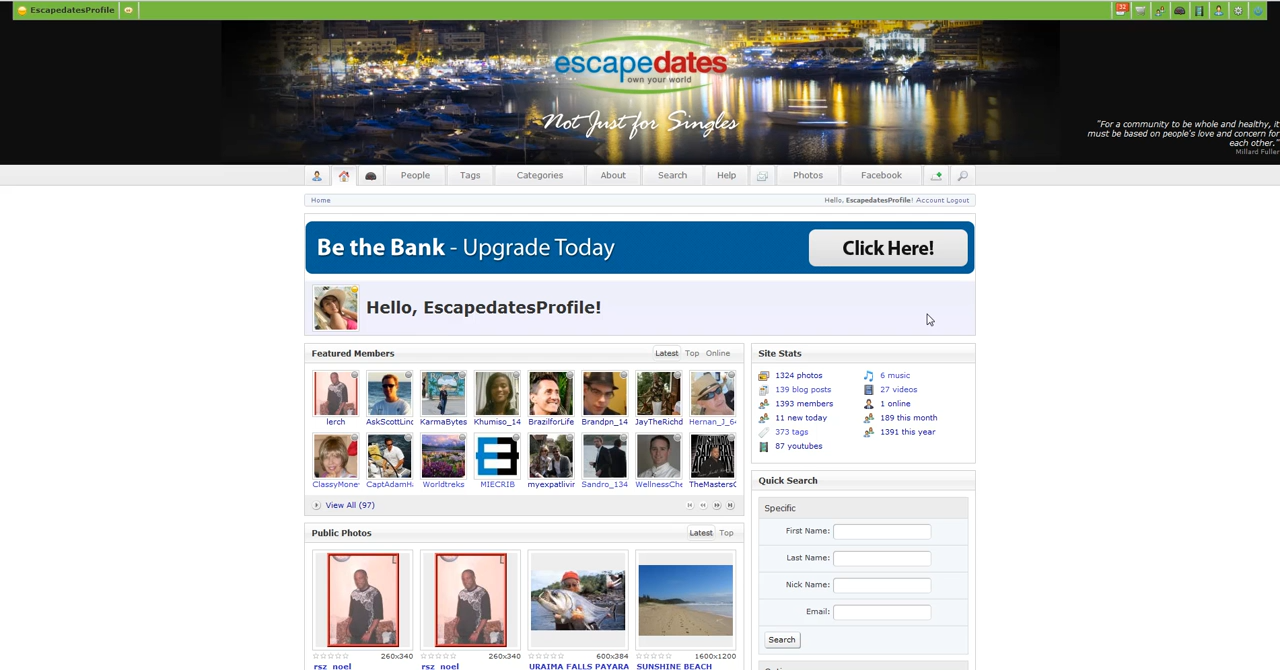 EscapedatesProfile
32
escapedates
own your world
Not Just for Singles
"For a community to be whole and healthy, it
must be based on people's love and concern for
each other."
Millard Fuller
People Tags Categories About Search Help Photos Facebook
Home
Hello, EscapedatesProfile! Account Logout
Be the Bank - Upgrade Today
Click Here!
Hello, EscapedatesProfile!
Featured Members
Latest Top Online
lerch AskScottLinc KarmaBytes Khumiso_14 BrazilforLife Brandpn_14 JayTheRichd Hernan_J_64
ClassyMone CaptAdamH Worldtreks MIECRIB myexpatlivin Sandro_134 WellnessChe TheMastersC
View All (97)
Public Photos
Latest Top
260x340 260x340 600x384 1600x1200
rsz_noel rsz_noel URAIMA FALLS PAYARA SUNSHINE BEACH
Site Stats
1324 photos
6 music
139 blog posts
27 videos
1393 members
1 online
11 new today
189 this month
373 tags
1391 this year
87 youtubes
Quick Search
Specific
First Name:
Last Name:
Nick Name:
Email:
Search